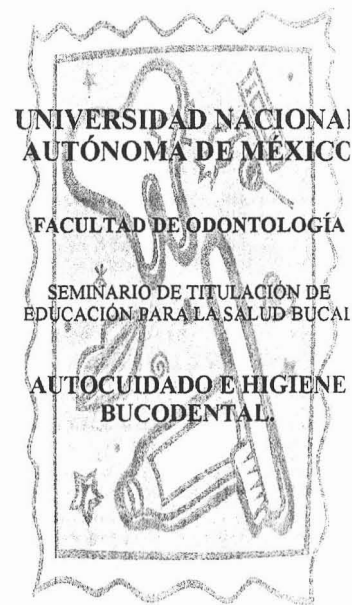 UNIVERSIDAD NACIONAL
AUTÓNOMA DE MÉXICO
FACULTAD DE ODONTOLOGÍA
SEMINARIO DE TITULACIÓN DE
EDUCACIÓN PARA LA SALUD BUCAL
AUTOCUIDADO E HIGIENE
BUCODENTAL.